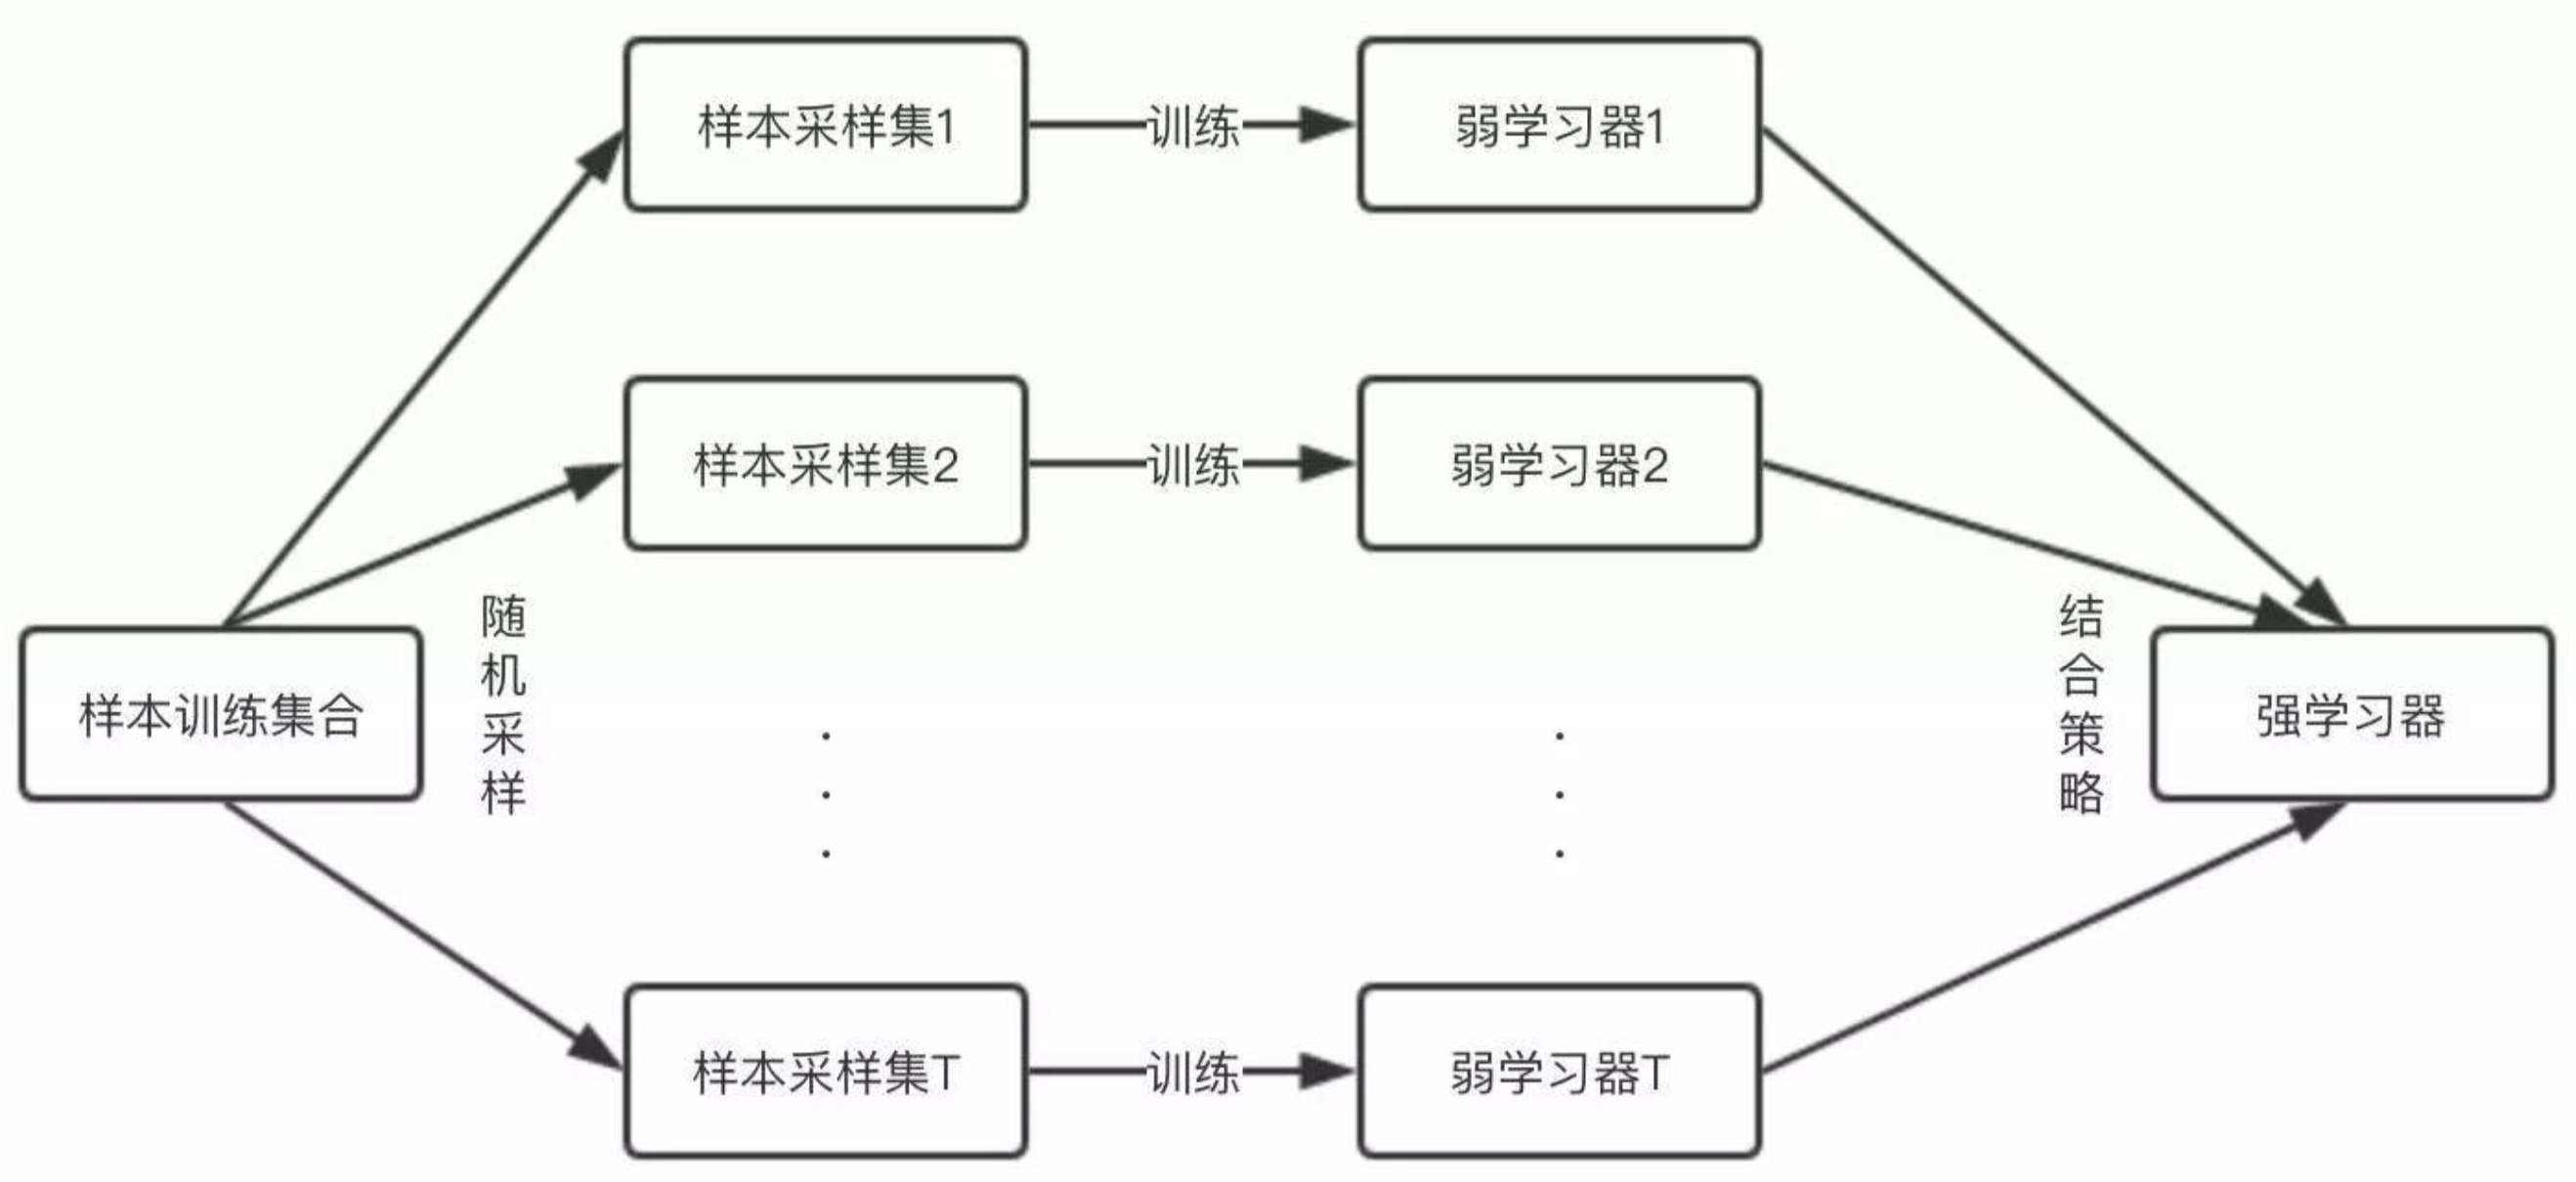 样本采样集1
训练
弱学习器1
样本采样集2
训练
弱学习器2
样本训练集合
随机采样
结合策略
强学习器
样本采样集T
训练
弱学习器T